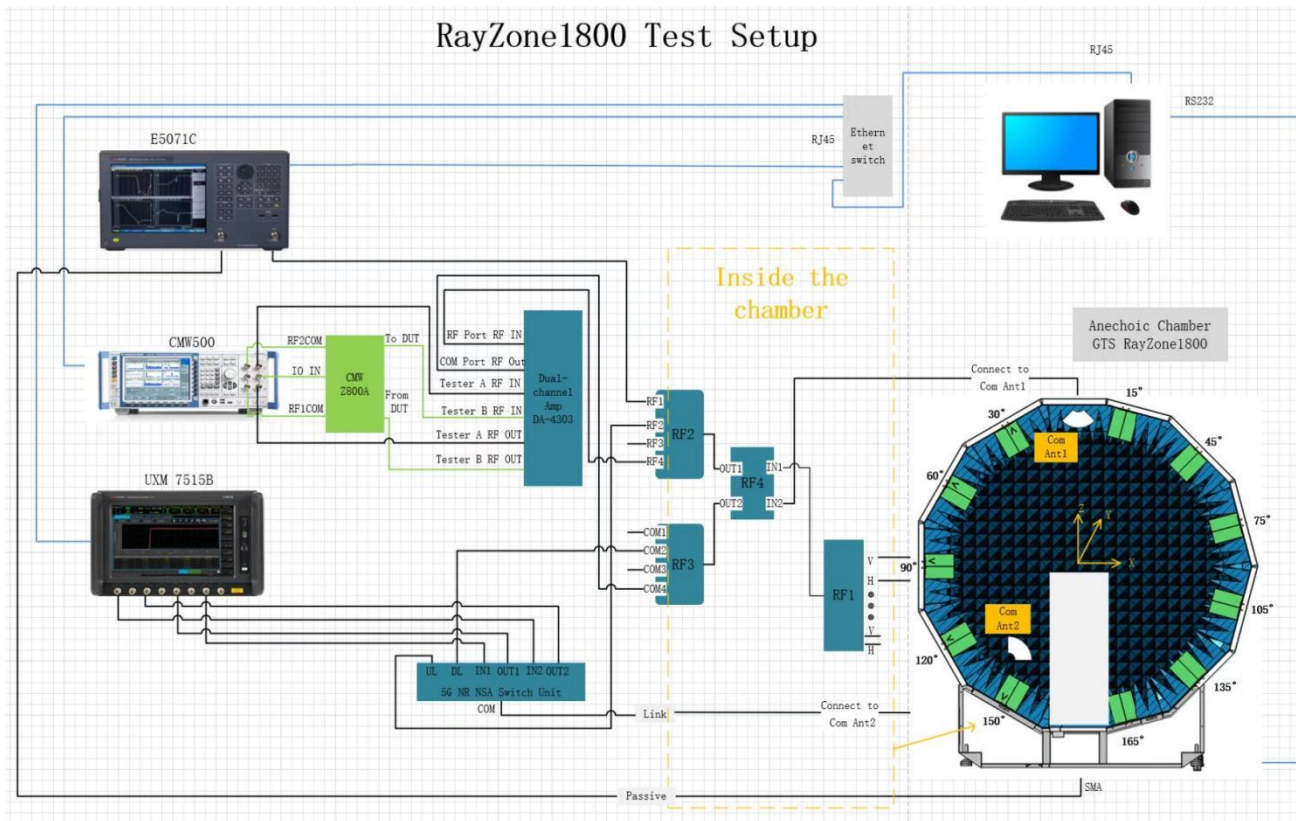 RayZone1800 Test Setup
RJ45
RS232
E5071C
RJ45
Ethern
et
switch
Inside the
chamber
Anechoic Chamber
GTS RayZone1800
CMW500
RF2COM
IO IN
RF1COM
CMW
Z800A
To DUT
From
DUT
RF Port RF IN
COM Port RF Out
Tester A RF IN
Tester B RF IN
Tester A RF OUT
Tester B RF OUT
Dual-
channel
Amp
DA-4303
Connect to
Com Ant1
RF1
RF2
RF3
RF4
RF2
OUT1
OUT2
RF4
IN1
IN2
COM1
COM2
COM3
COM4
RF3
RF1
V
H
V
H
15°
30°
45°
60°
75°
90°
105°
120°
135°
150°
165°
Com
Ant1
Com
Ant2
Z
Y
X
UXM 7515B
UL
DL
IN1
OUT1
IN2
OUT2
5G NR NSA Switch Unit
COM
Link
Connect to
Com Ant2
Passive
SMA